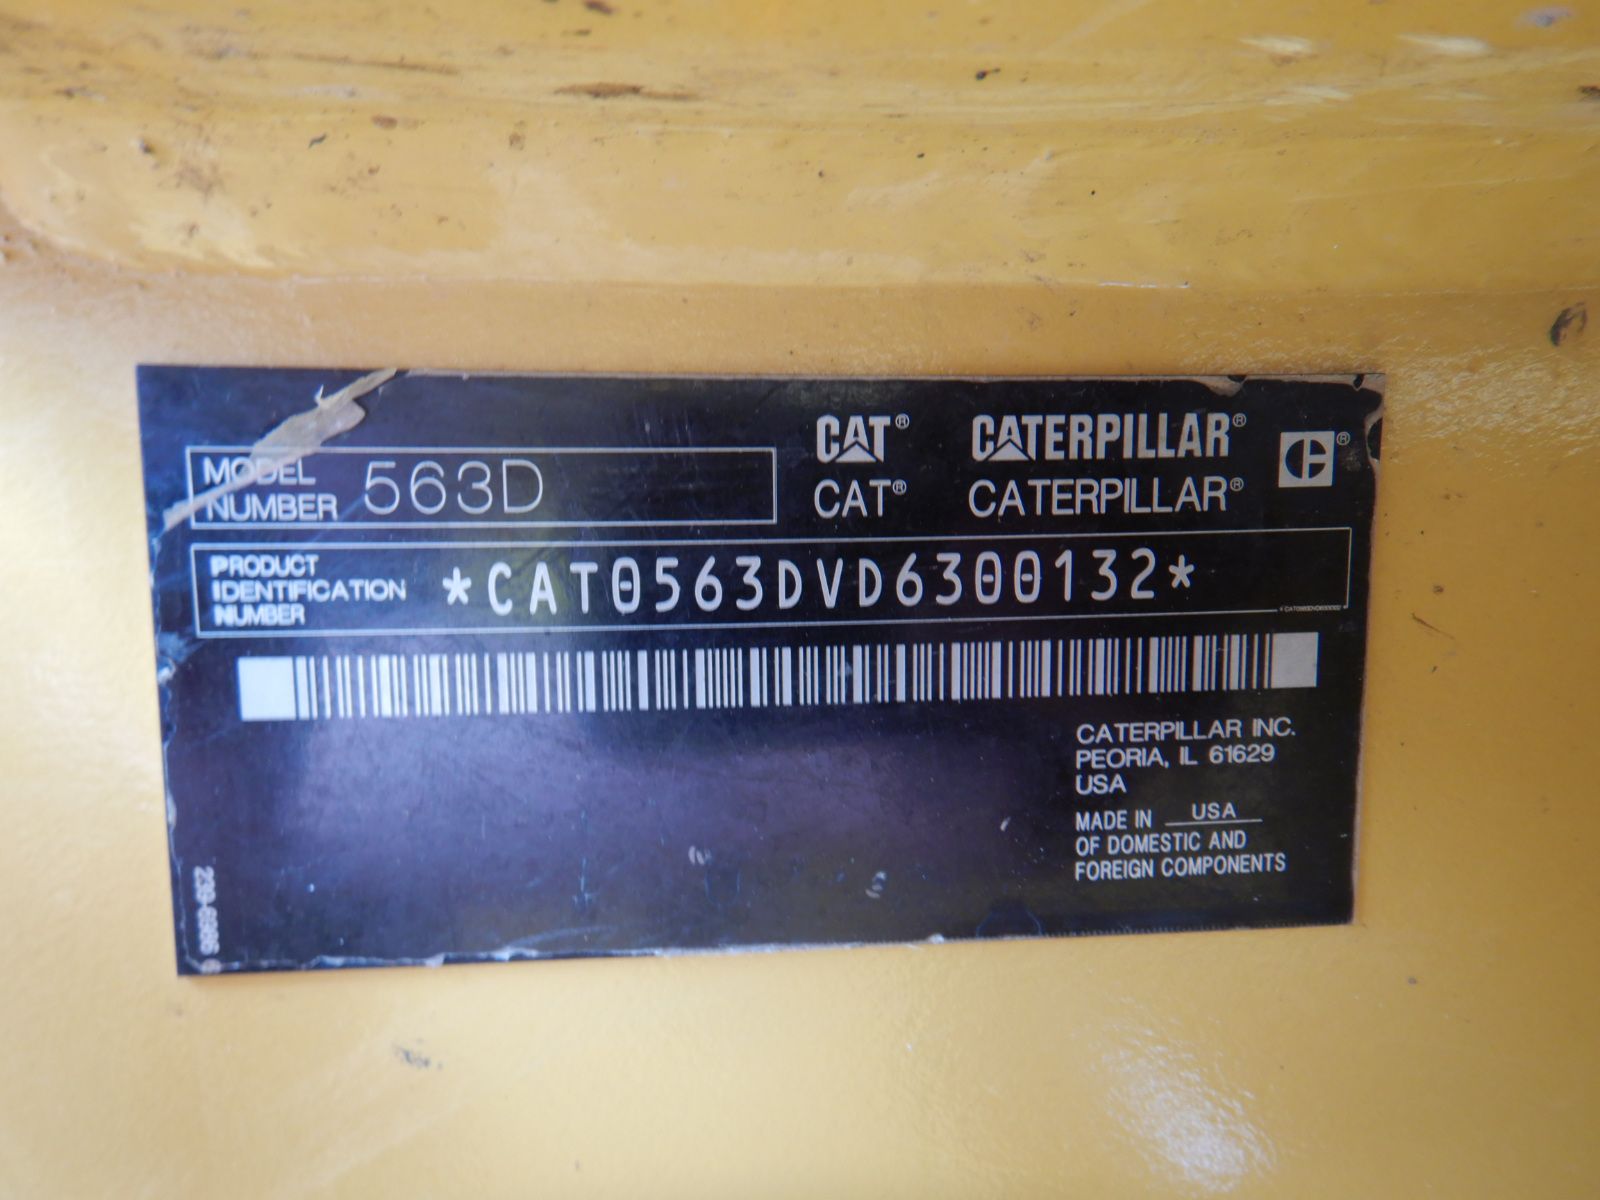 CAT® CATERPILLAR®
CAT® CATERPILLAR®
MODEL
NUMBER 563D
PRODUCT
IDENTIFICATION
NUMBER
*CAT0563DVD6300132*
CATERPILLAR INC.
PEORIA, IL 61629
USA
MADE IN USA
OF DOMESTIC AND
FOREIGN COMPONENTS